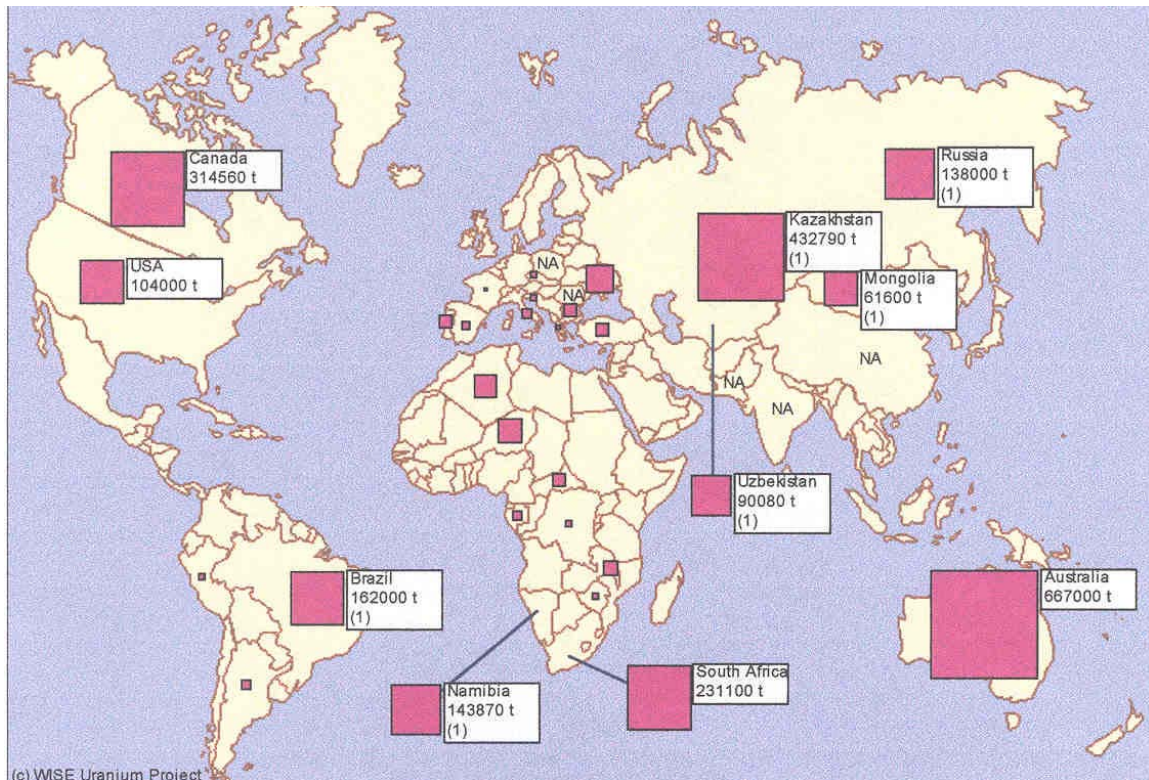 Canada
314560 t
Russia
138000 t
(1)
Kazakhstan
432790 t
(1)
USA
104000 t
NA
NA
Mongolia
61600 t
(1)
NA
NA
NA
Uzbekistan
90080 t
(1)
Brazil
162000 t
(1)
Australia
667000 t
Namibia
143870 t
(1)
South Africa
231100 t
(c) WISE Uranium Project